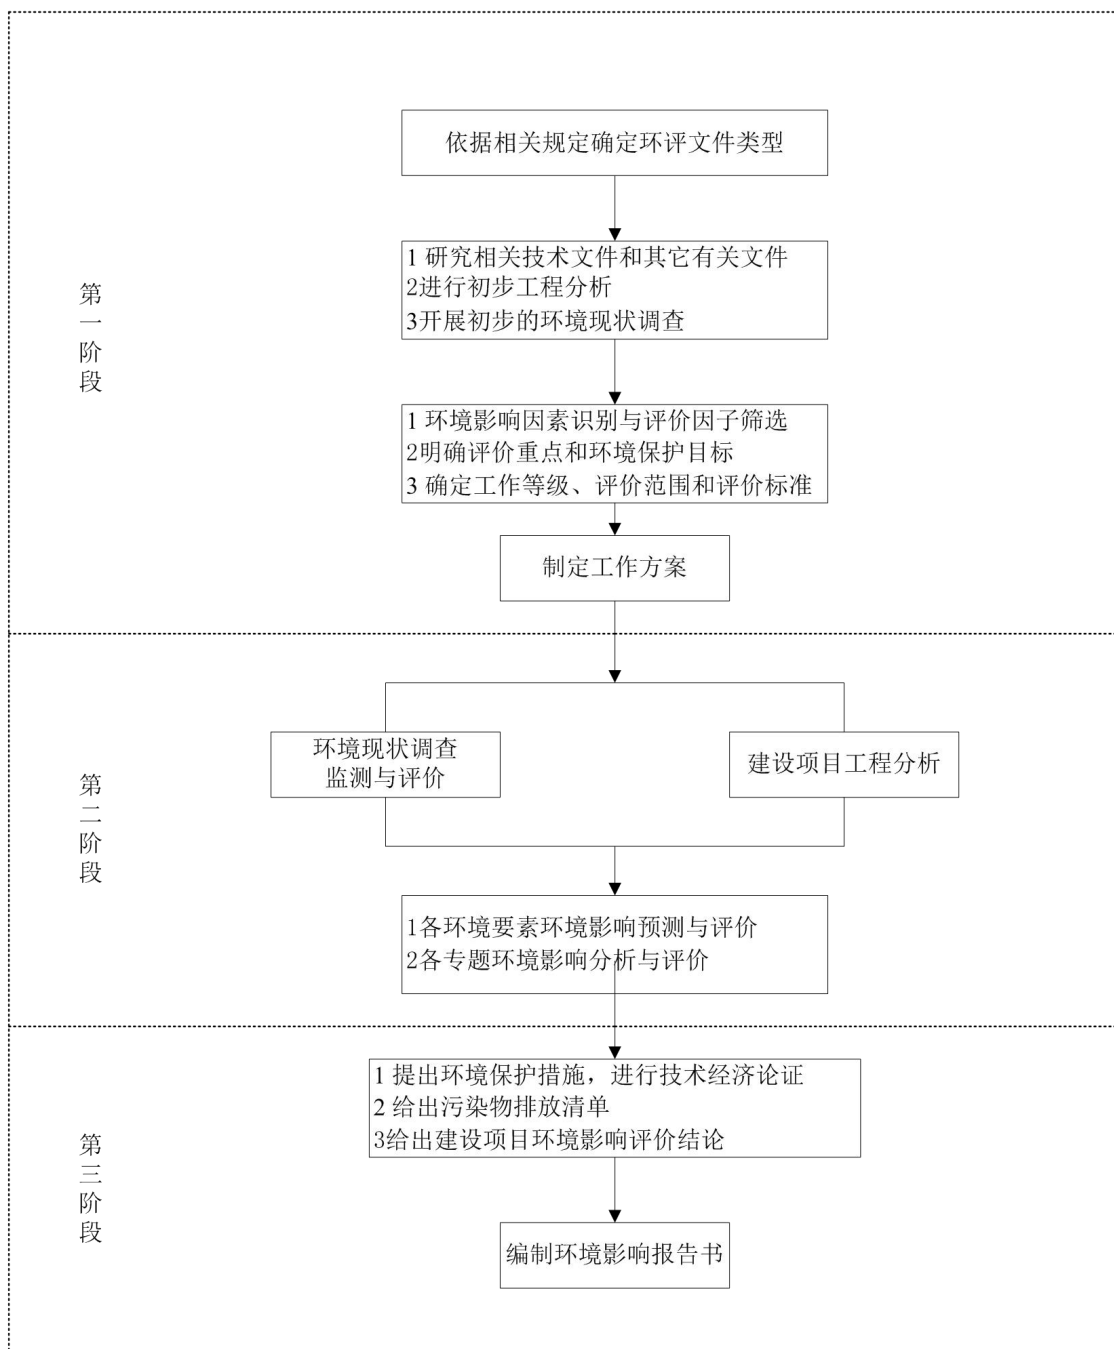 第一阶段
依据相关规定确定环评文件类型
1 研究相关技术文件和其它有关文件
2进行初步工程分析
3开展初步的环境现状调查
1 环境影响因素识别与评价因子筛选
2明确评价重点和环境保护目标
3 确定工作等级、评价范围和评价标准
制定工作方案
第二阶段
环境现状调查
监测与评价
建设项目工程分析
1各环境要素环境影响预测与评价
2各专题环境影响分析与评价
第三阶段
1 提出环境保护措施，进行技术经济论证
2 给出污染物排放清单
3给出建设项目环境影响评价结论
编制环境影响报告书